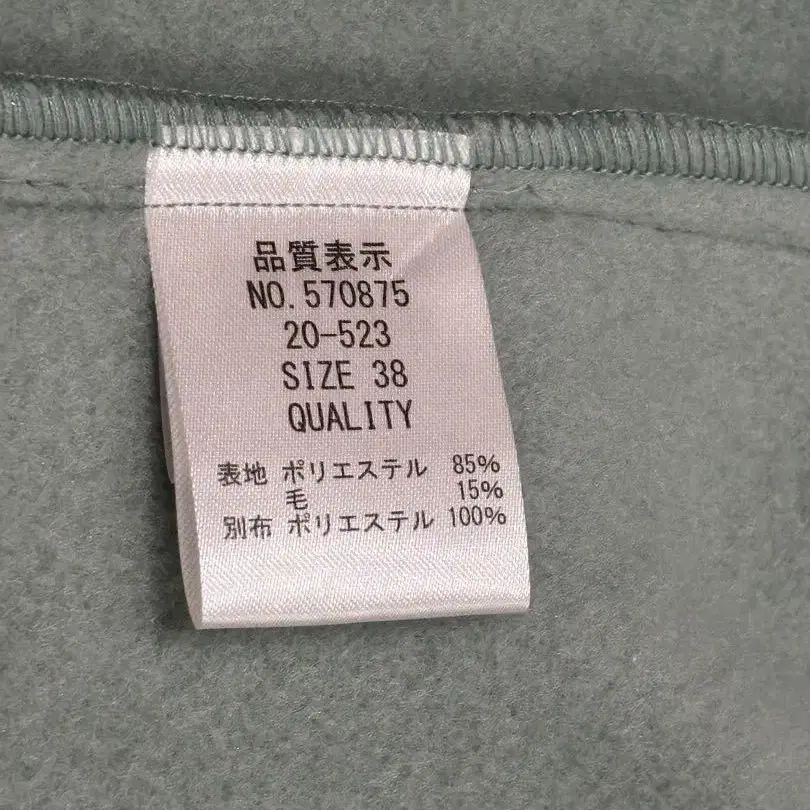 品質表示
NO.570875
20-523
SIZE 38
QUALITY
表地 ポリエステル 85%
毛 15%
別布 ポリエステル 100%